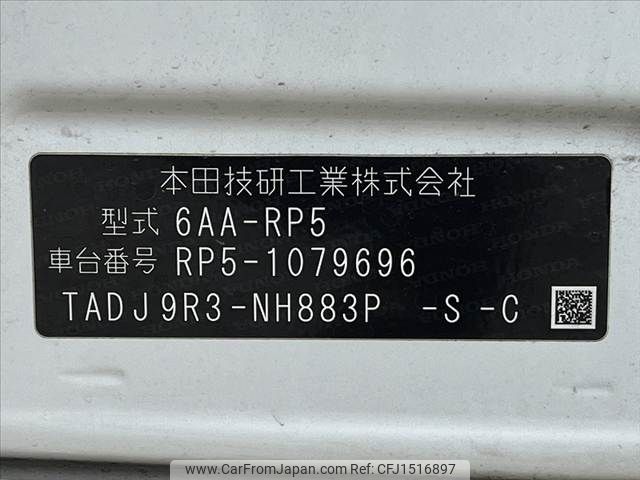 本田技研工業株式会社
型式 6AA-RP5
車台番号 RP5-1079696
TADJ9R3-NH883P -S-C
www.CarFromJapan.com - CFJ1516897